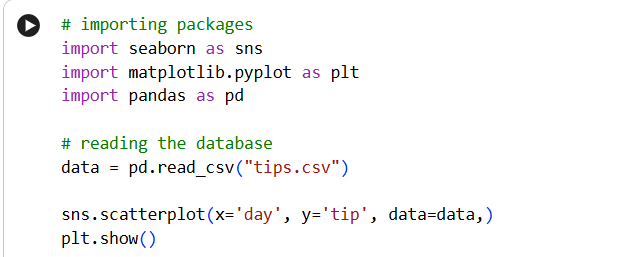 # importing packages
import seaborn as sns
import matplotlib.pyplot as plt
import pandas as pd
# reading the database
data = pd.read_csv("tips.csv")
sns.scatterplot(x='day', y='tip', data=data,)
plt.show()